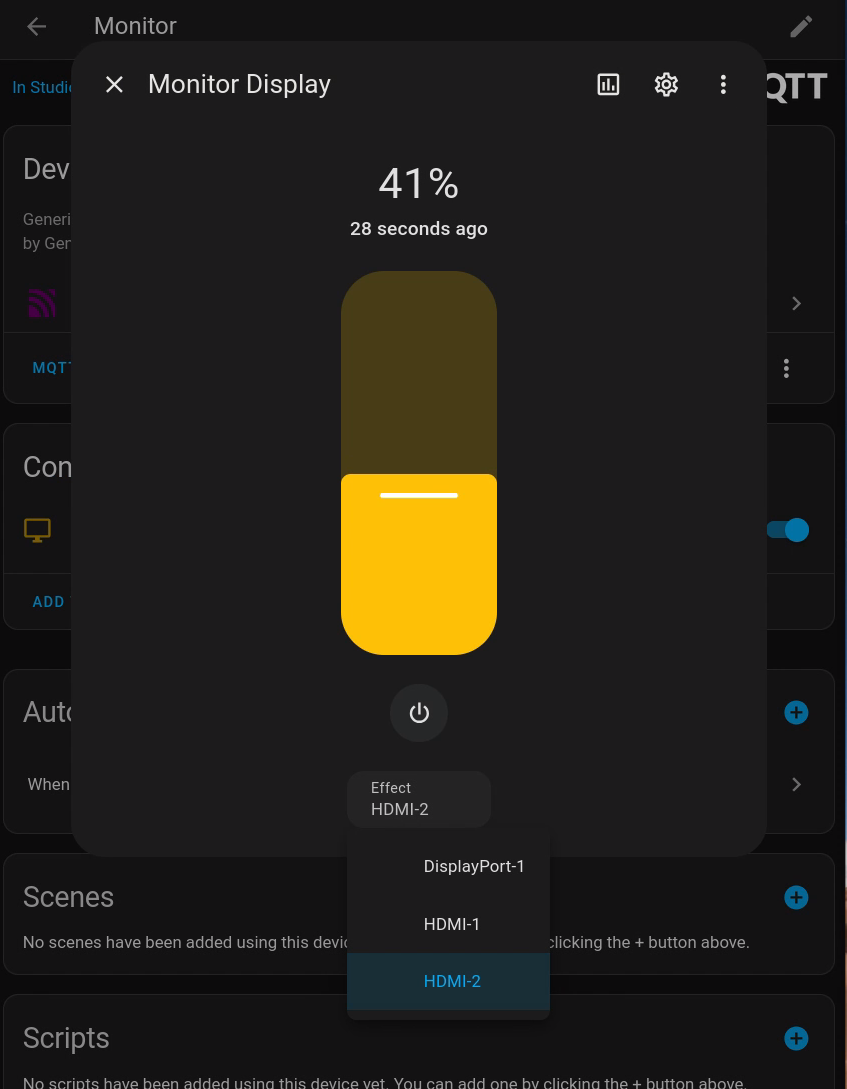 Monitor
Monitor Display
In Studi
QTT
41%
28 seconds ago
Dev
Generi
by Ger
MQTT
Con
ADD
Auto
When
Effect
HDMI-2
DisplayPort-1
HDMI-1
HDMI-2
Scenes
No scenes have been added using this devic clicking the + button above.
Scripts
No scripts have been added using this device yet. You can add one by clicking the + button above.